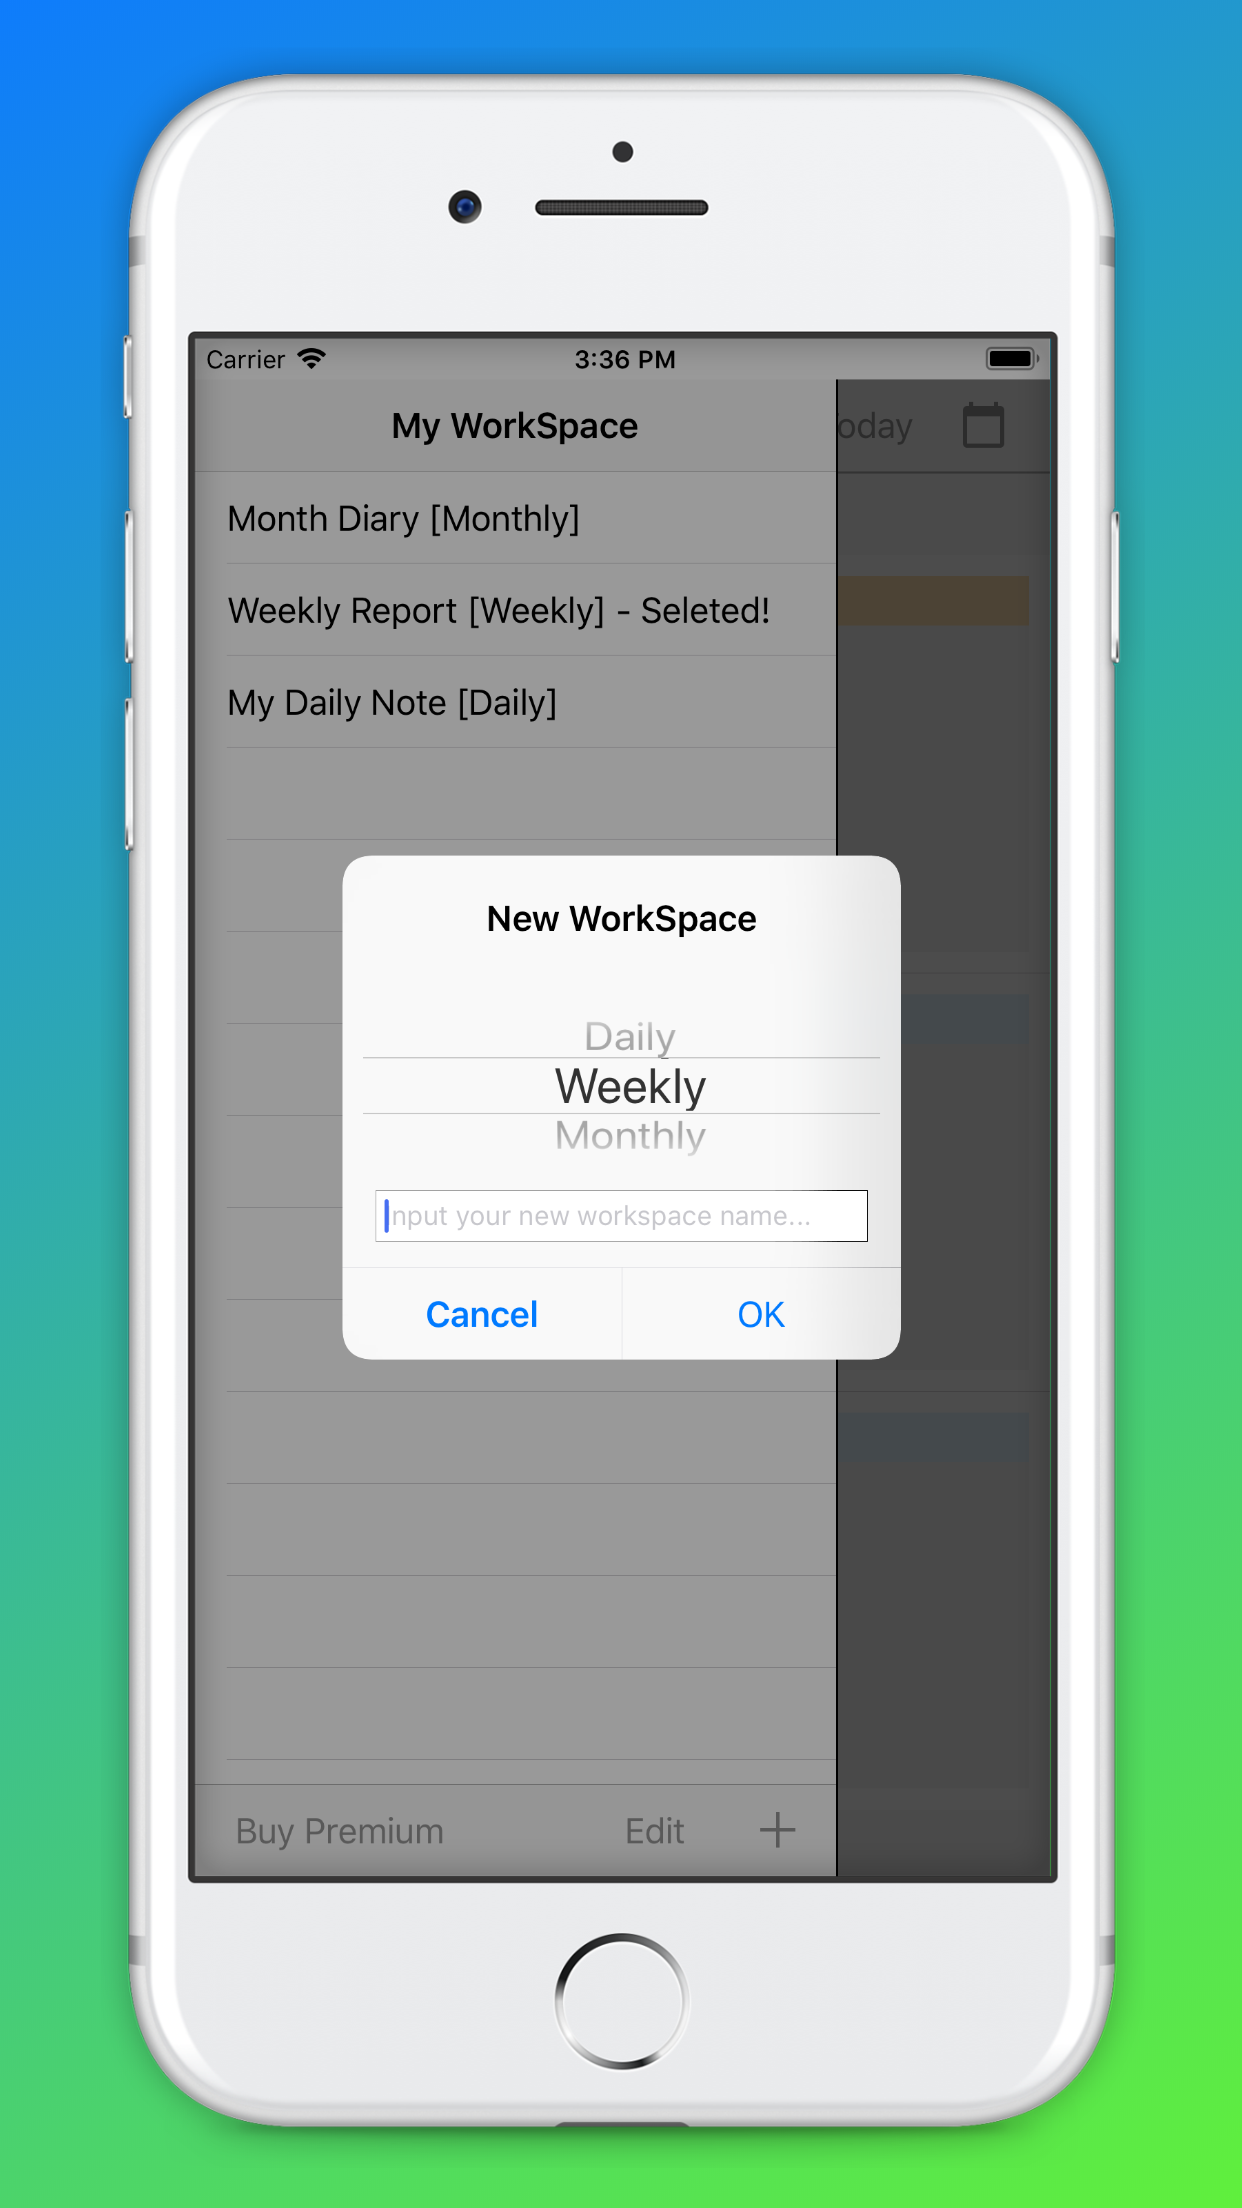 Carrier 3:36 PM
My WorkSpace
oday
Month Diary [Monthly]
Weekly Report [Weekly] - Seleted!
My Daily Note [Daily]
New WorkSpace
Daily
Weekly
Monthly
nput your new workspace name...
Cancel OK
Buy Premium Edit